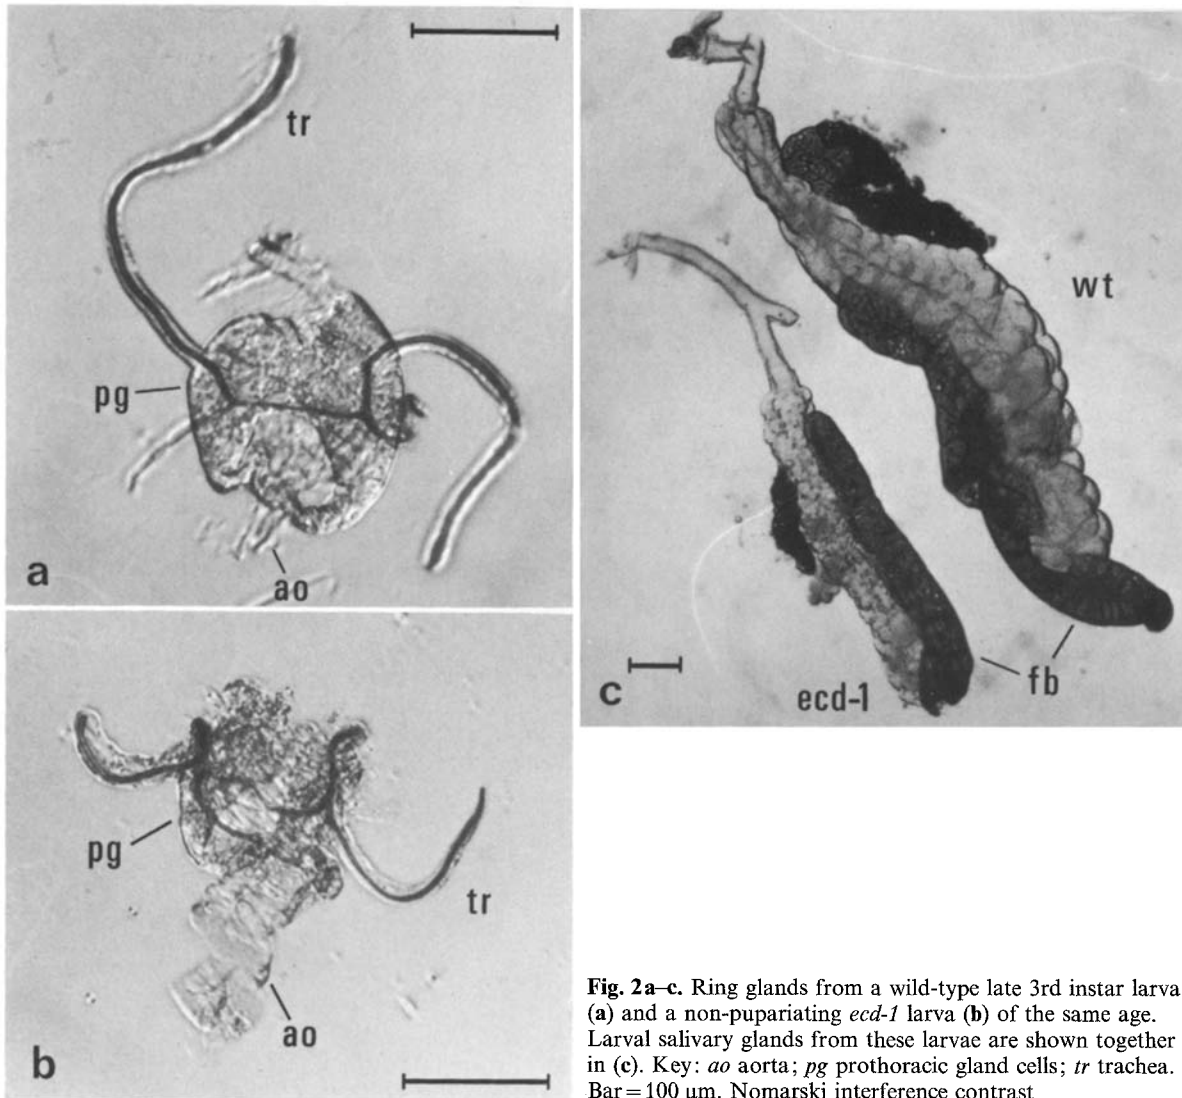 tr
pg
a
ao
wt
c
ecd-1
fb
pg
tr
ao
b
Fig. 2a–c. Ring glands from a wild-type late 3rd instar larva
(a) and a non-pupariating ecd-1 larva (b) of the same age.
Larval salivary glands from these larvae are shown together
in (c). Key: ao aorta; pg prothoracic gland cells; tr trachea.
Bar=100 µm. Nomarski interference contrast